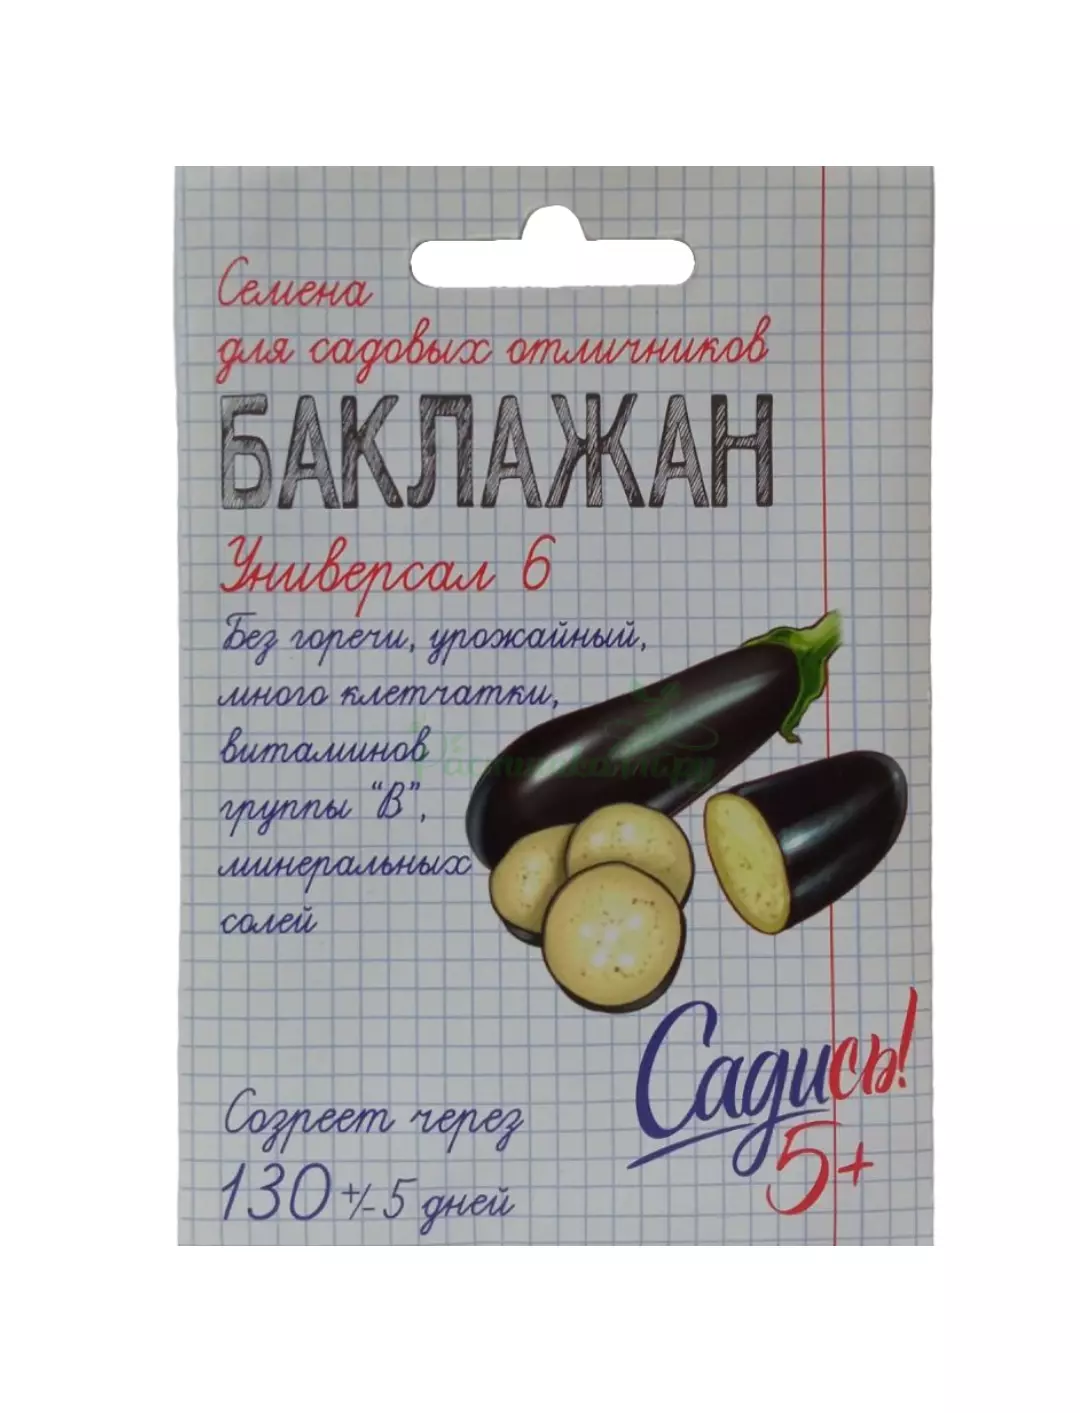 Семена
для садовых отличников
БАКЛАЖАН
Универсал 6
Без горечи, урожайный,
много клетчатки,
витаминов
группы "В",
минеральных
солей
Садись!
5+
Созреет через
130 +/- 5 дней